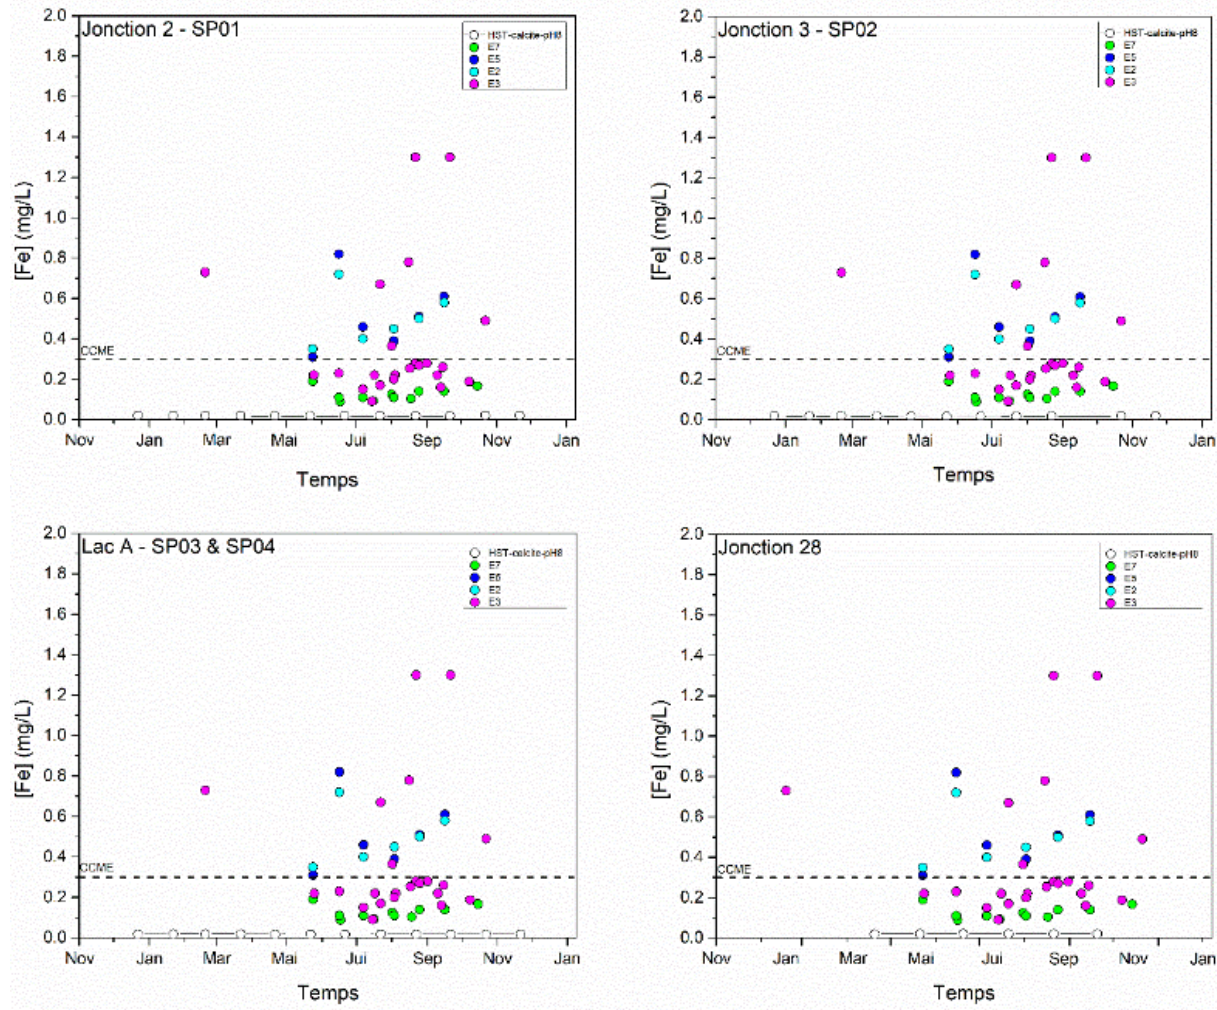 Jonction 2 - SP01
HST-calcite-pH8
E7
E5
E2
E3
2.0
1.8
1.6
1.4
1.2
1.0
0.8
0.6
0.4
0.2
0.0
[Fe] (mg/L)
CCME
Nov Jan Mar Mai Jui Sep Nov Jan
Temps
Jonction 3 - SP02
HST-calcite-pH8
E7
E5
E2
E3
2.0
1.8
1.6
1.4
1.2
1.0
0.8
0.6
0.4
0.2
0.0
[Fe] (mg/L)
CCME
Nov Jan Mar Mai Jui Sep Nov Jan
Temps
Lac A - SP03 & SP04
HST-calcite-pH8
E7
E5
E2
E3
2.0
1.8
1.6
1.4
1.2
1.0
0.8
0.6
0.4
0.2
0.0
[Fe] (mg/L)
CCME
Nov Jan Mar Mai Jui Sep Nov Jan
Temps
Jonction 28
HST-calcite-pH8
E7
E5
E2
E3
2.0
1.8
1.6
1.4
1.2
1.0
0.8
0.6
0.4
0.2
0.0
[Fe] (mg/L)
CCME
Nov Jan Mar Mai Jui Sep Nov Jan
Temps